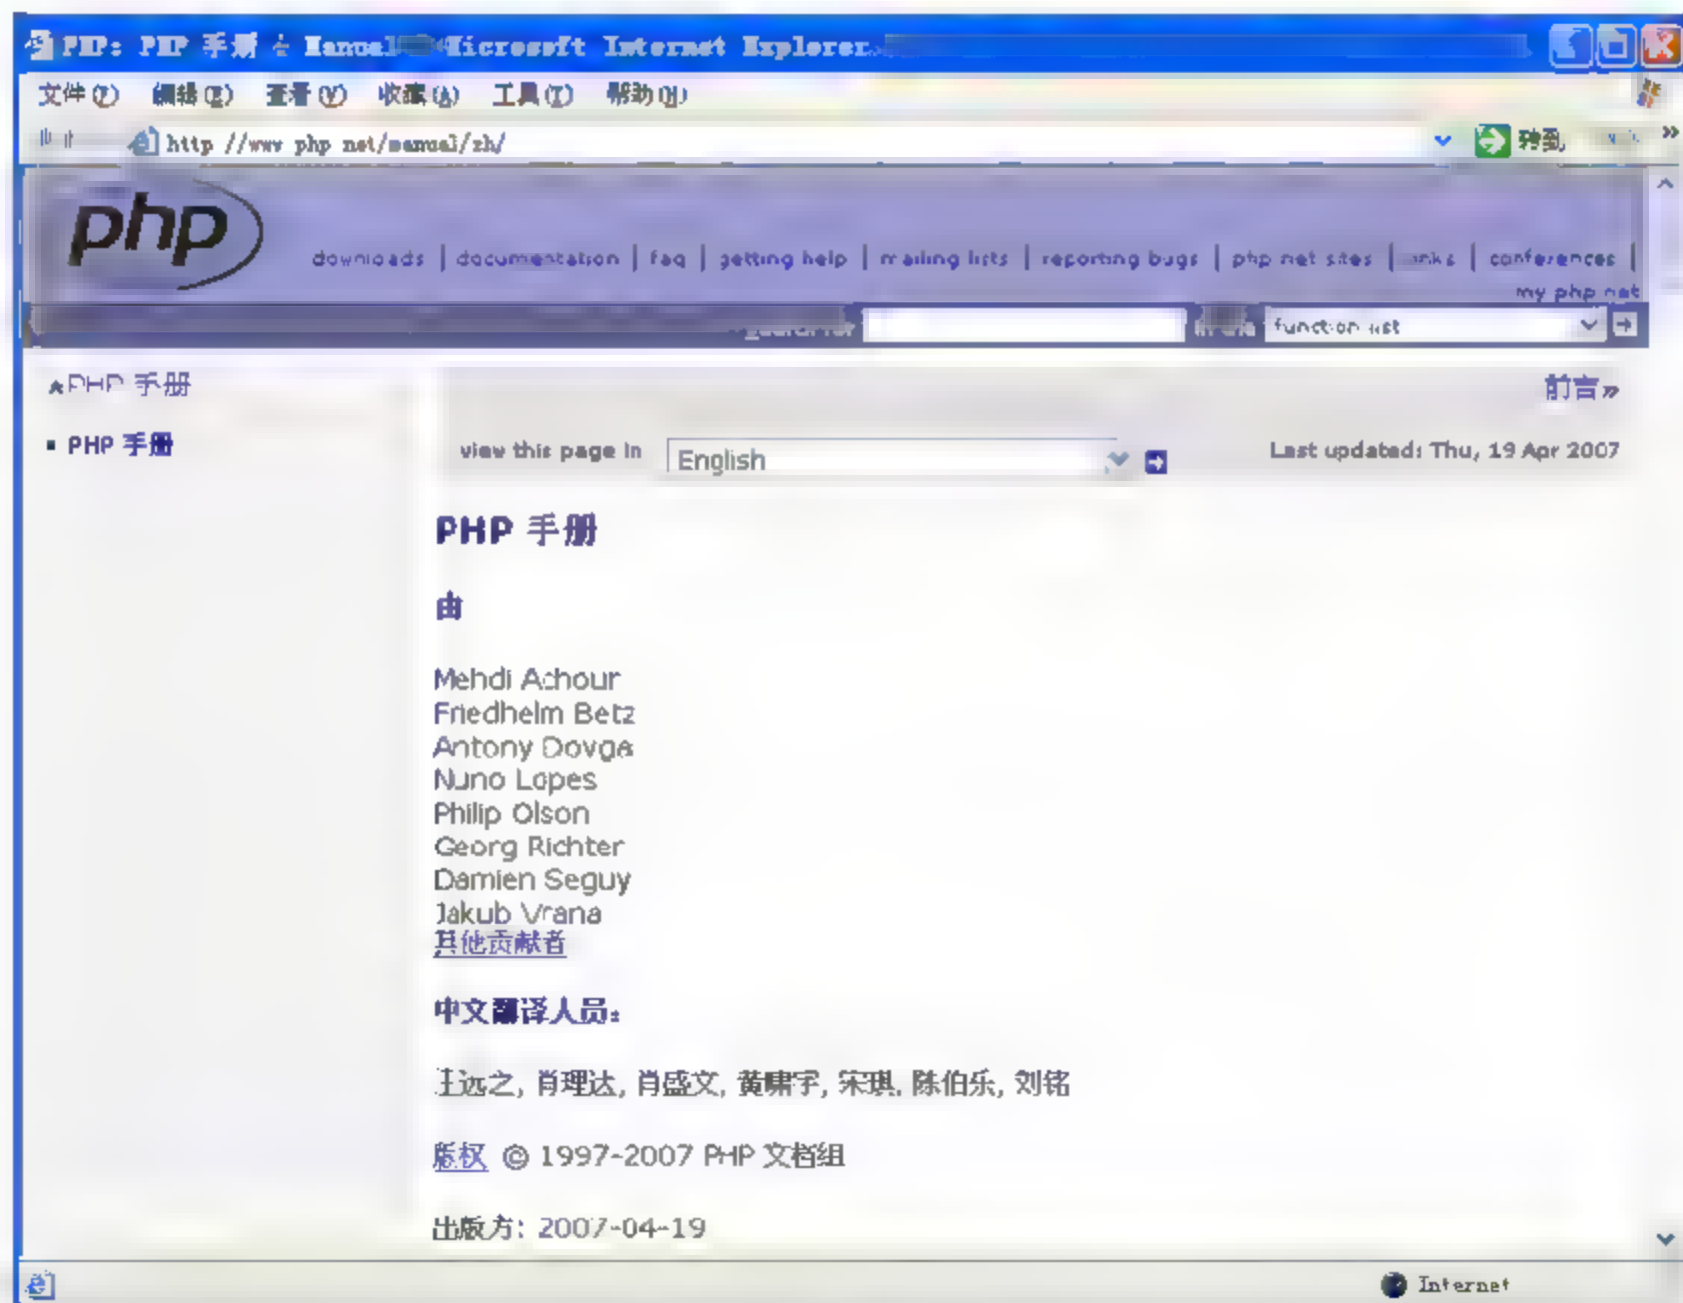 PHP: PHP 手册 - Manual - Microsoft Internet Explorer
文件(F) 编辑(E) 查看(V) 收藏(A) 工具(T) 帮助(H)
http://www.php.net/manual/zh/ 转到
php
downloads | documentation | faq | getting help | mailing lists | reporting bugs | php.net sites | links | conferences |
my php.net
function list
PHP 手册
前言»
PHP 手册
view this page in English
Last updated: Thu, 19 Apr 2007
PHP 手册
由
Mehdi Achour
Friedhelm Betz
Antony Dovga
Nuno Lopes
Philip Olson
Georg Richter
Damien Seguy
Jakub Vrana
其他贡献者
中文翻译人员:
王远之, 肖理达, 肖盛文, 黄啸宇, 宋琪, 陈伯乐, 刘铭
版权 © 1997-2007 PHP 文档组
出版方: 2007-04-19
Internet